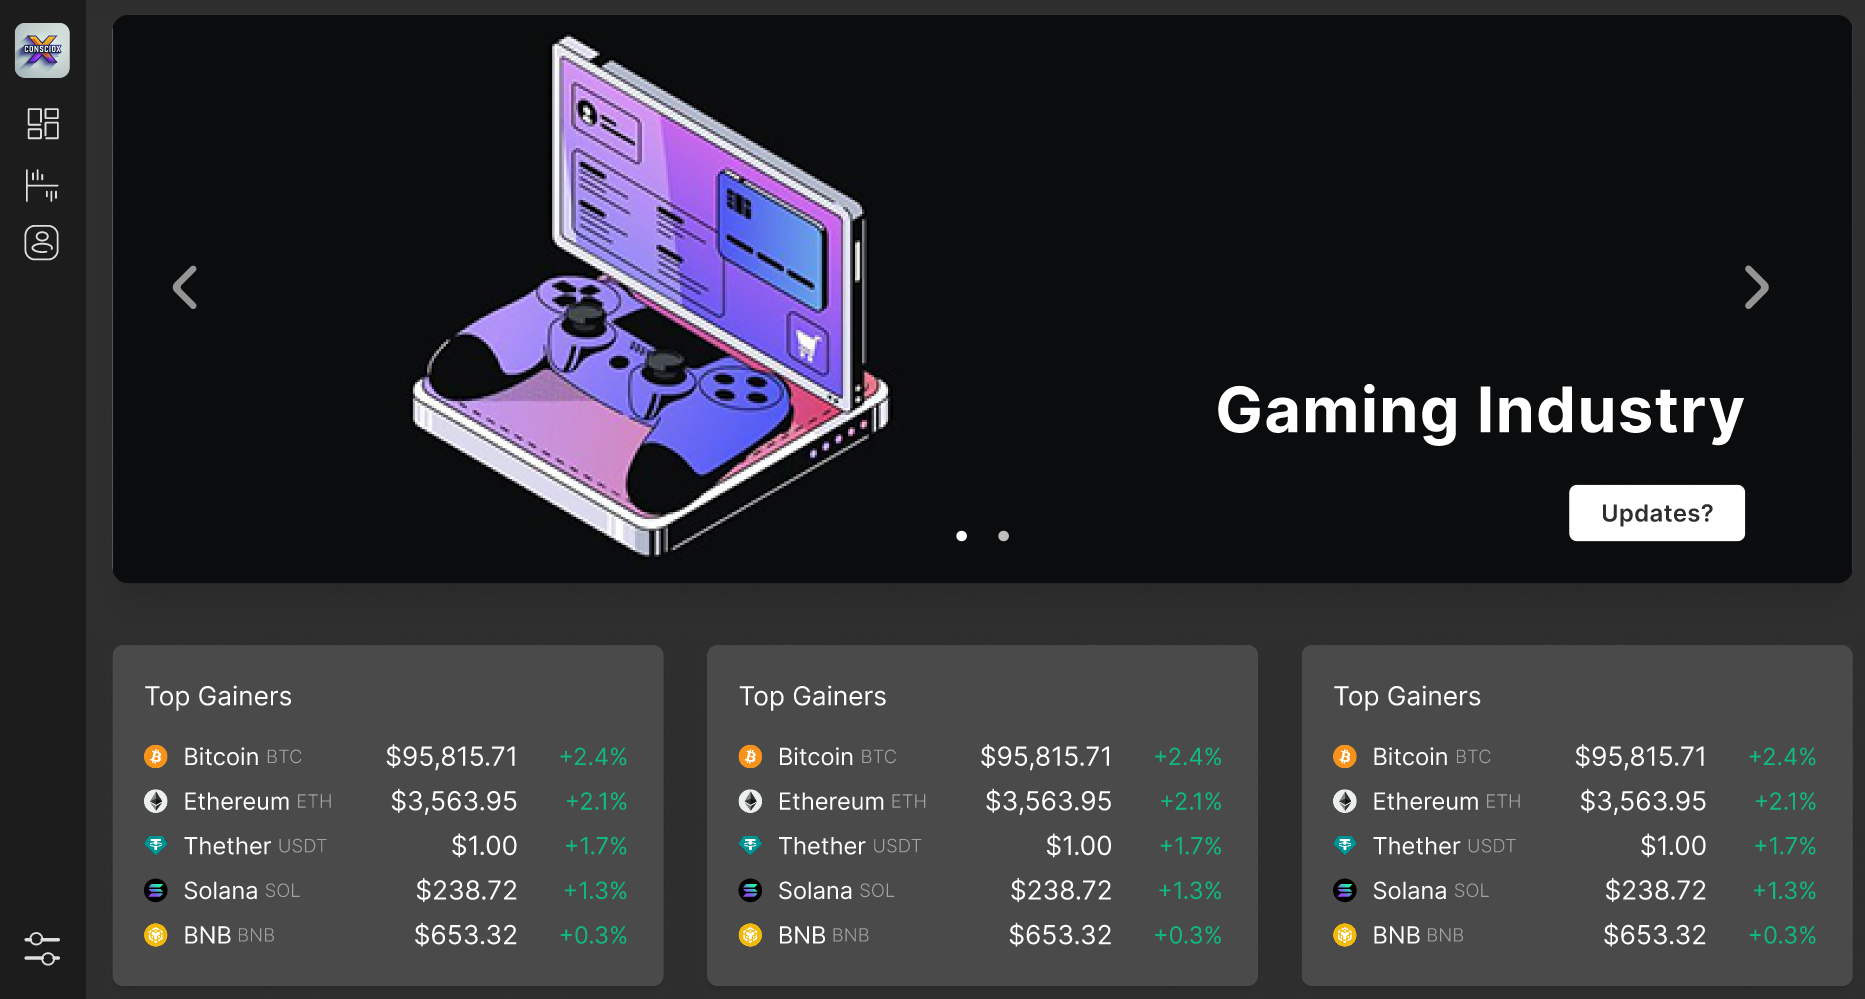 CONSCIOX
Gaming Industry
Updates?
Top Gainers
Bitcoin BTC $95,815.71 +2.4%
Ethereum ETH $3,563.95 +2.1%
Thether USDT $1.00 +1.7%
Solana SOL $238.72 +1.3%
BNB BNB $653.32 +0.3%
Top Gainers
Bitcoin BTC $95,815.71 +2.4%
Ethereum ETH $3,563.95 +2.1%
Thether USDT $1.00 +1.7%
Solana SOL $238.72 +1.3%
BNB BNB $653.32 +0.3%
Top Gainers
Bitcoin BTC $95,815.71 +2.4%
Ethereum ETH $3,563.95 +2.1%
Thether USDT $1.00 +1.7%
Solana SOL $238.72 +1.3%
BNB BNB $653.32 +0.3%